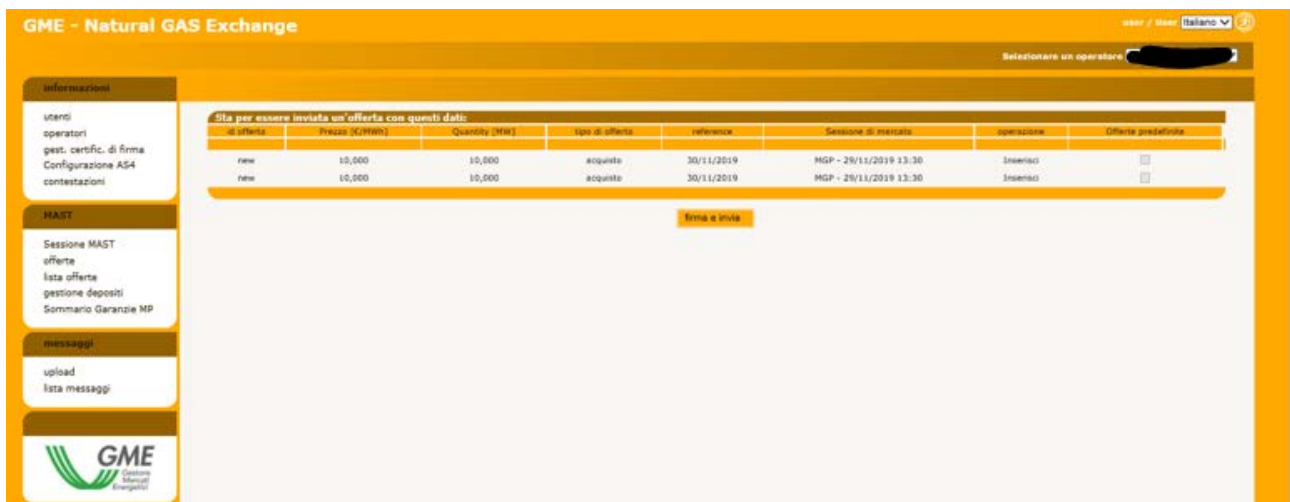 GME - Natural GAS Exchange
user / User Italiano
Selezionare un operatore
informazioni
utenti
operatori
gest. certific. di firma
Configurazione AS4
contestazioni
MAST
Sessione MAST
offerte
lista offerte
gestione depositi
Sommario Garanzie MP
messaggi
upload
lista messaggi
GME
Gestore
Mercati
Energetici
Sta per essere inviata un'offerta con questi dati:
id offerta Prezzo [€/MWh] Quantity [MW] tipo di offerta reference Sessione di mercato operazione Offerte predefinite
new 10,000 10,000 acquisto 30/11/2019 MGP - 29/11/2019 13:30 Inserisci
new 10,000 10,000 acquisto 30/11/2019 MGP - 29/11/2019 13:30 Inserisci
firma e invia